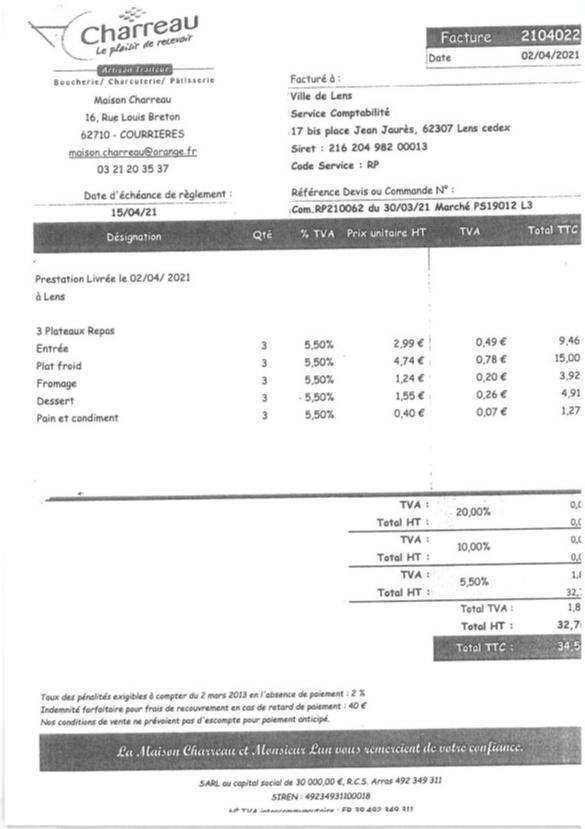 Charreau
Le plaisir de recevoir
Artisan Traiteur
Boucherie/ Charcuterie/ Pâtisserie
Maison Charreau
16, Rue Louis Breton
62710 - COURRIERES
maison.charreau@orange.fr
03 21 20 35 37
Date d'échéance de règlement :
15/04/21
Facture 2104022
Date 02/04/2021
Facturé à :
Ville de Lens
Service Comptabilité
17 bis place Jean Jaurès, 62307 Lens cedex
Siret : 216 204 982 00013
Code Service : RP
Référence Devis ou Commande N° :
Com.RP210062 du 30/03/21 Marché PS19012 L3
Désignation Qté % TVA Prix unitaire HT TVA Total TTC
Prestation Livrée le 02/04/ 2021
à Lens
3 Plateaux Repas
Entrée 3 5,50% 2,99 € 0,49 € 9,46
Plat froid 3 5,50% 4,74 € 0,78 € 15,00
Fromage 3 5,50% 1,24 € 0,20 € 3,92
Dessert 3 5,50% 1,55 € 0,26 € 4,91
Pain et condiment 3 5,50% 0,40 € 0,07 € 1,27
TVA : 20,00% 0,0
Total HT : 0,0
TVA : 10,00% 0,0
Total HT : 0,0
TVA : 5,50% 1,8
Total HT : 32,7
Total TVA : 1,8
Total HT : 32,7
Total TTC : 34,5
Taux des pénalités exigibles à compter du 2 mars 2013 en l'absence de paiement : 2 %
Indemnité forfaitaire pour frais de recouvrement en cas de retard de paiement : 40 €
Nos conditions de vente ne prévoient pas d'escompte pour paiement anticipé.
La Maison Charreau et Monsieur Lun vous remercient de votre confiance.
SARL au capital social de 30 000,00 €, R.C.S. Arras 492 349 311
SIREN : 49234931100018
N° TVA intercommunautaire : FR 39 492 349 311